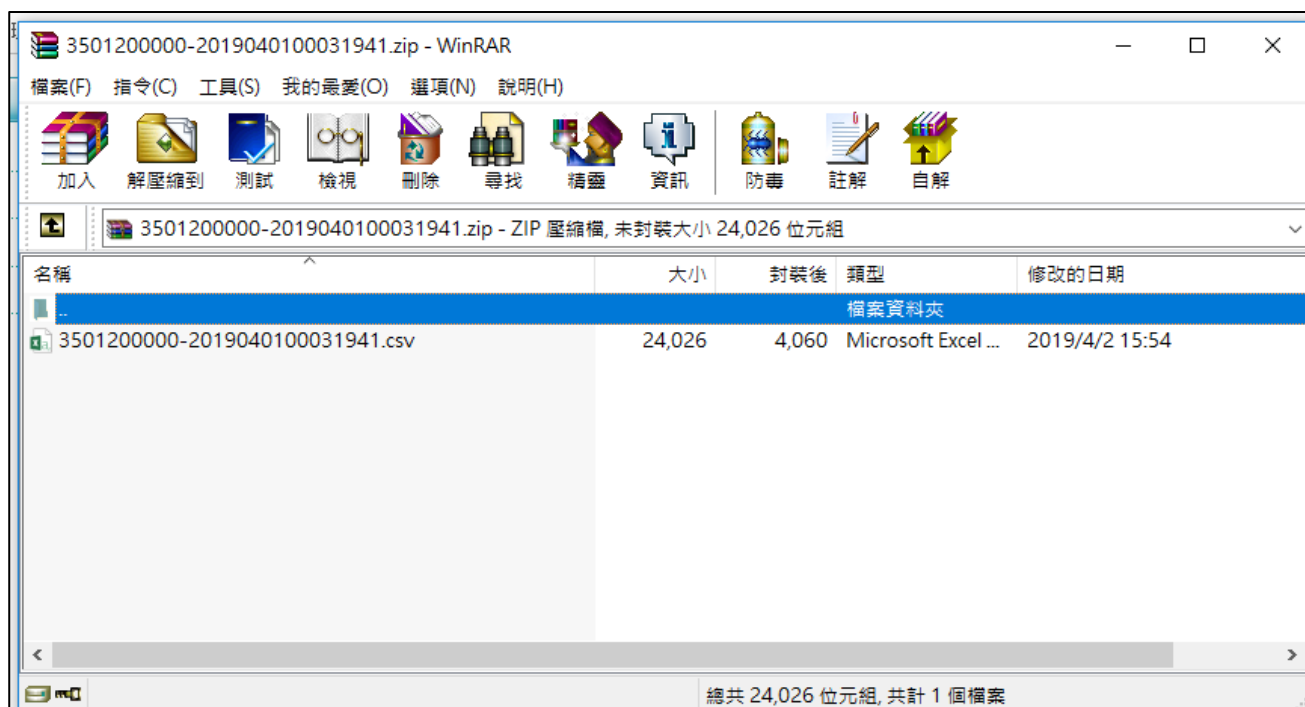 3501200000-2019040100031941.zip - WinRAR
檔案(F) 指令(C) 工具(S) 我的最愛(O) 選項(N) 說明(H)
加入 解壓縮到 測試 檢視 刪除 尋找 精靈 資訊 防毒 註解 自解
3501200000-2019040100031941.zip - ZIP 壓縮檔, 未封裝大小 24,026 位元組
名稱 大小 封裝後 類型 修改的日期
.. 檔案資料夾
3501200000-2019040100031941.csv 24,026 4,060 Microsoft Excel ... 2019/4/2 15:54
總共 24,026 位元組, 共計 1 個檔案